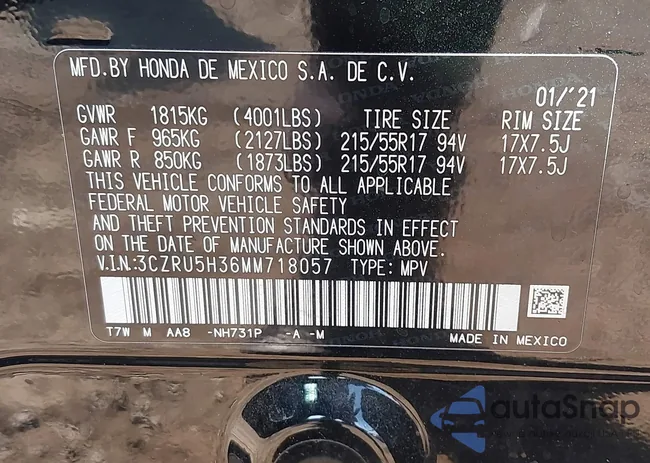 MFD.BY HONDA DE MEXICO S.A. DE C.V.
01/'21
GVWR 1815KG (4001LBS) TIRE SIZE RIM SIZE
GAWR F 965KG (2127LBS) 215/55R17 94V 17X7.5J
GAWR R 850KG (1873LBS) 215/55R17 94V 17X7.5J
THIS VEHICLE CONFORMS TO ALL APPLICABLE
FEDERAL MOTOR VEHICLE SAFETY
AND THEFT PREVENTION STANDARDS IN EFFECT
ON THE DATE OF MANUFACTURE SHOWN ABOVE.
V.I.N:3CZRU5H36MM718057 TYPE: MPV
T7W M AA8 -NH731P -A -M
MADE IN MEXICO
autoSnap